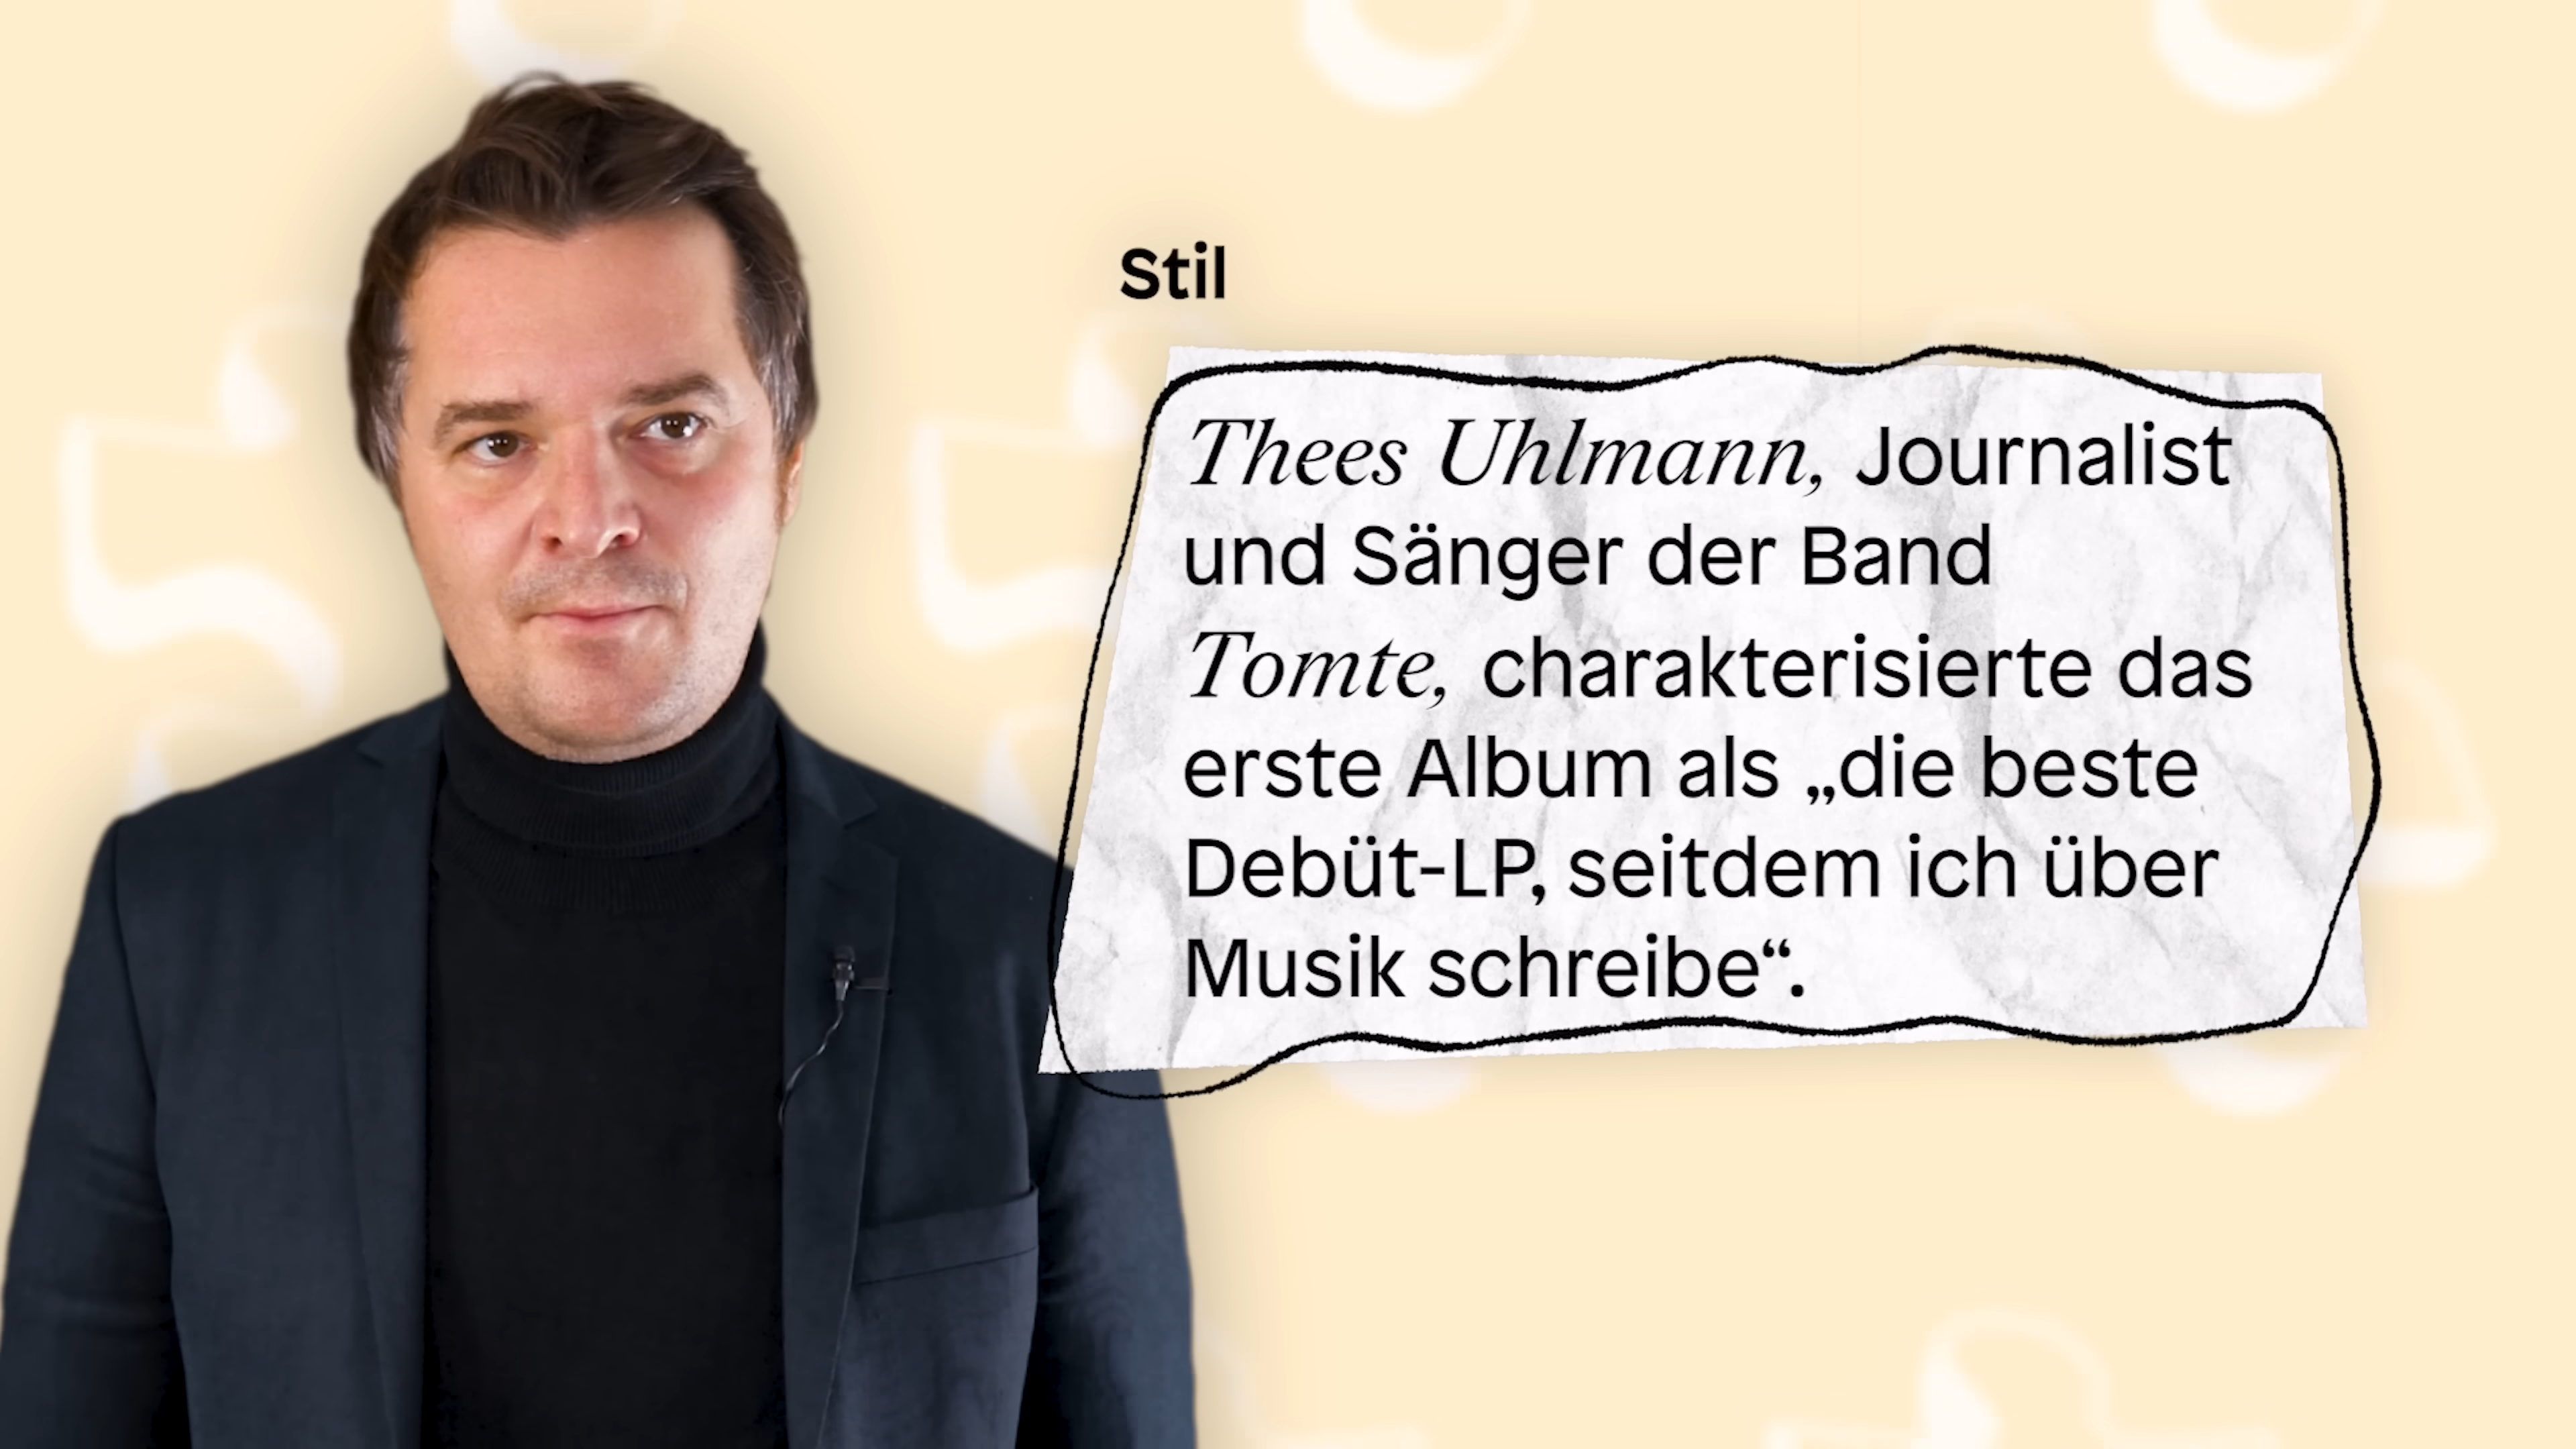 Stil
Thees Uhlmann, Journalist
und Sänger der Band
Tomte, charakterisierte das
erste Album als „die beste
Debüt-LP, seitdem ich über
Musik schreibe“.